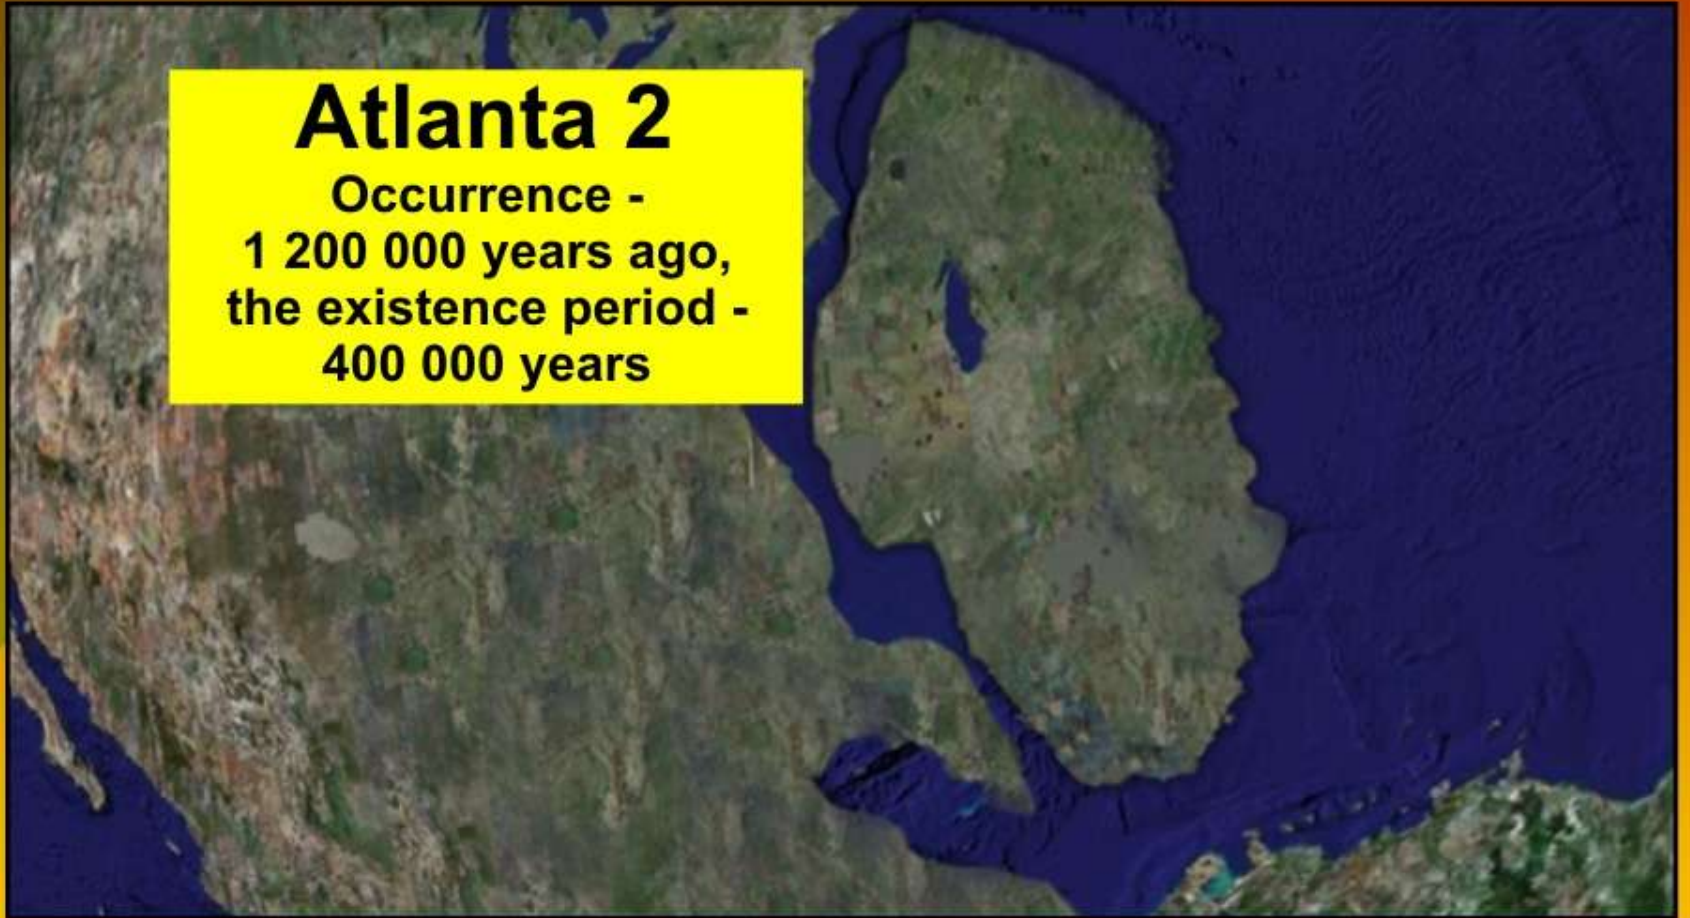 Atlanta 2
Occurrence -
1 200 000 years ago,
the existence period -
400 000 years